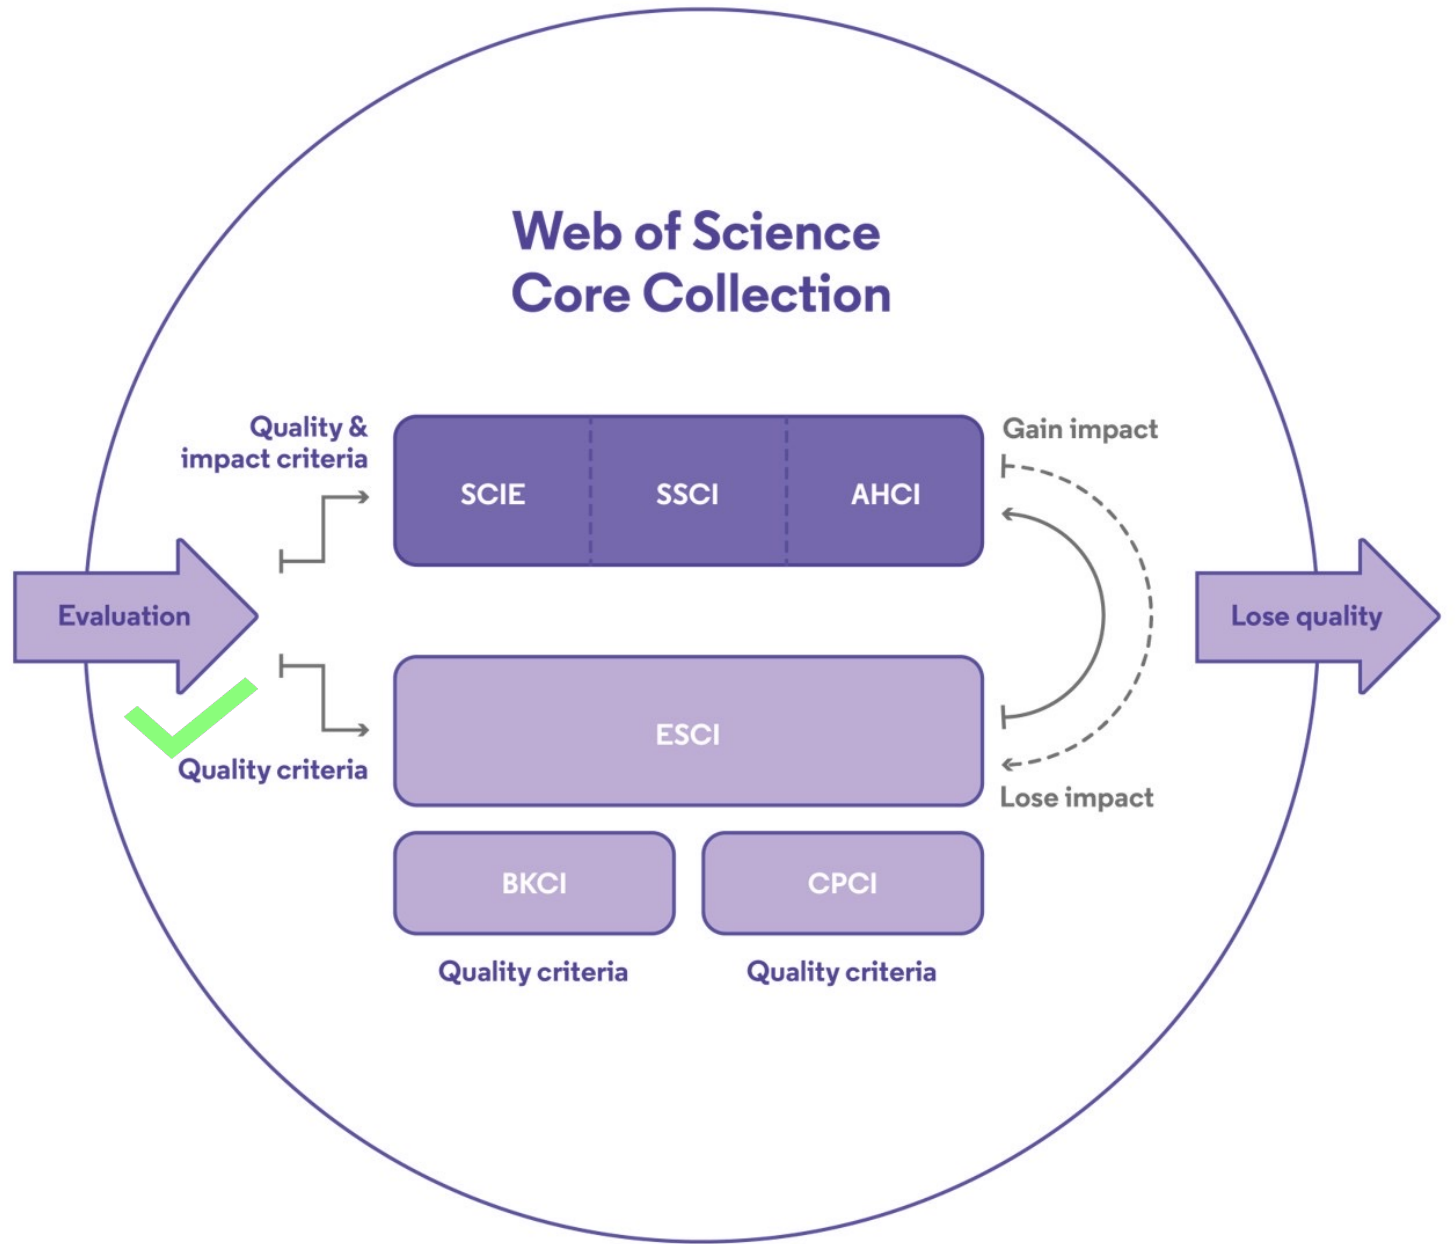 Web of Science
Core Collection
Quality &
impact criteria
SCIE
SSCI
AHCI
Gain impact
Evaluation
Lose quality
ESCI
Quality criteria
Lose impact
BKCI
CPCI
Quality criteria
Quality criteria